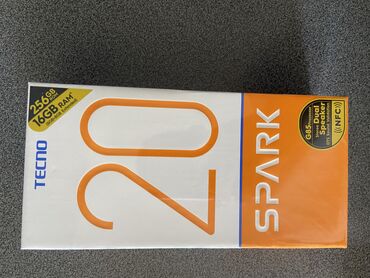 TECNO
256GB
16GB RAM*
20
SPARK
G85
Dual
Speaker
NFC